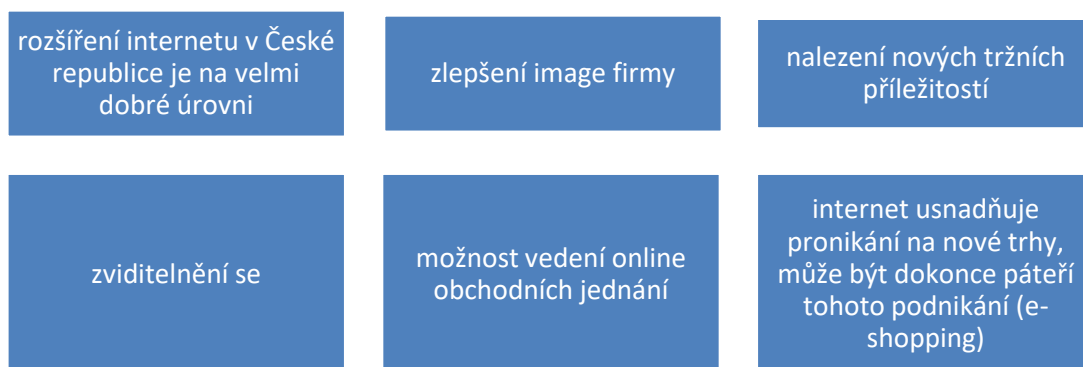 rozšíření internetu v České
republice je na velmi
dobré úrovni
zlepšení image firmy
nalezení nových tržních
příležitostí
zviditelnění se
možnost vedení online
obchodních jednání
internet usnadňuje
pronikání na nové trhy,
může být dokonce páteří
tohoto podnikání (e-
shopping)